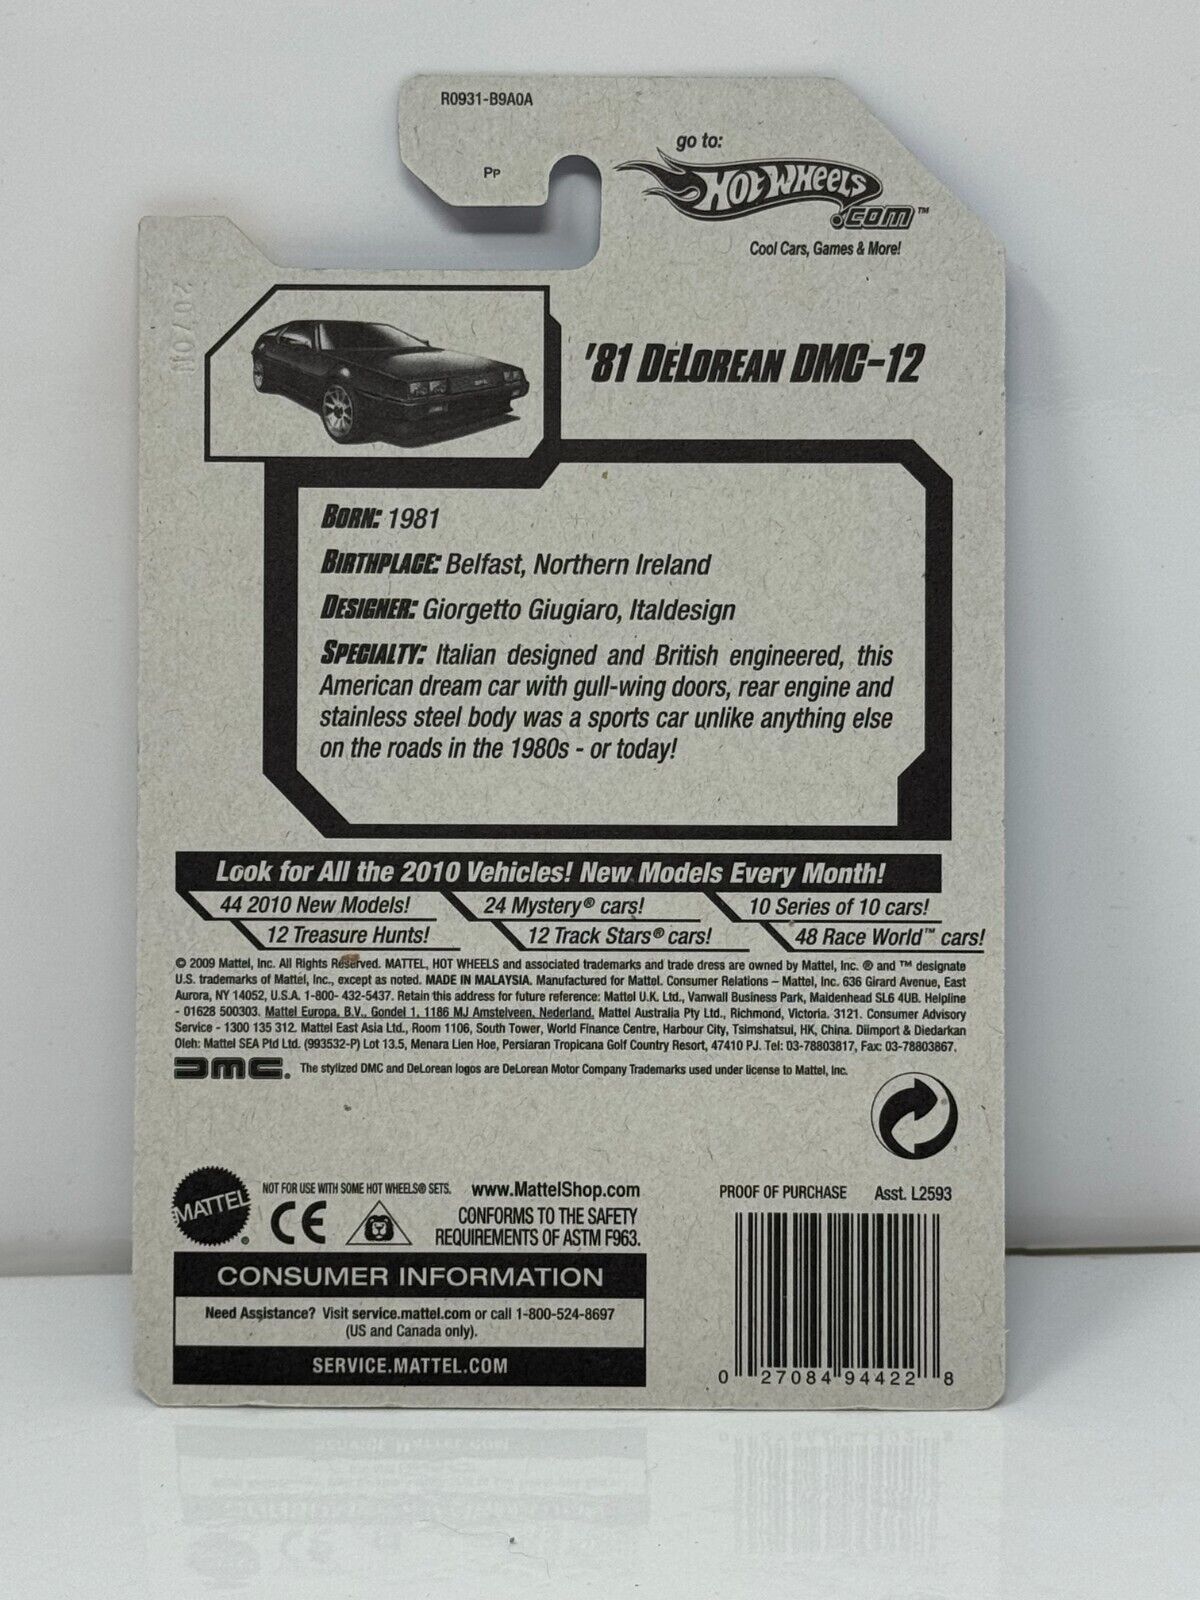 R0931-B9A0A
PP
go to:
HOT WHEELS
.COM™
Cool Cars, Games & More!
'81 DELOREAN DMC-12
BORN: 1981
BIRTHPLACE: Belfast, Northern Ireland
DESIGNER: Giorgetto Giugiaro, Italdesign
SPECIALTY: Italian designed and British engineered, this
American dream car with gull-wing doors, rear engine and
stainless steel body was a sports car unlike anything else
on the roads in the 1980s - or today!
Look for All the 2010 Vehicles! New Models Every Month!
44 2010 New Models! 24 Mystery® cars! 10 Series of 10 cars!
12 Treasure Hunts! 12 Track Stars® cars! 48 Race World™ cars!
© 2009 Mattel, Inc. All Rights Reserved. MATTEL, HOT WHEELS and associated trademarks and trade dress are owned by Mattel, Inc. ® and ™ designate
U.S. trademarks of Mattel, Inc., except as noted. MADE IN MALAYSIA. Manufactured for Mattel. Consumer Relations – Mattel, Inc. 636 Girard Avenue, East
Aurora, NY 14052, U.S.A. 1-800- 432-5437. Retain this address for future reference: Mattel U.K. Ltd., Vanwall Business Park, Maidenhead SL6 4UB. Helpline
- 01628 500303. Mattel Europa, B.V., Gondel 1, 1186 MJ Amstelveen, Nederland. Mattel Australia Pty Ltd., Richmond, Victoria. 3121. Consumer Advisory
Service - 1300 135 312. Mattel East Asia Ltd., Room 1106, South Tower, World Finance Centre, Harbour City, Tsimshatsui, HK, China. Diimport & Diedarkan
Oleh: Mattel SEA Ptd Ltd. (993532-P) Lot 13.5, Menara Lien Hoe, Persiaran Tropicana Golf Country Resort, 47410 PJ. Tel: 03-78803817, Fax: 03-78803867.
DMC. The stylized DMC and DeLorean logos are DeLorean Motor Company Trademarks used under license to Mattel, Inc.
MATTEL®
NOT FOR USE WITH SOME HOT WHEELS® SETS. www.MattelShop.com
CE
CONFORMS TO THE SAFETY
REQUIREMENTS OF ASTM F963.
PROOF OF PURCHASE Asst. L2593
CONSUMER INFORMATION
Need Assistance? Visit service.mattel.com or call 1-800-524-8697
(US and Canada only).
SERVICE.MATTEL.COM
0 27084 94422 8